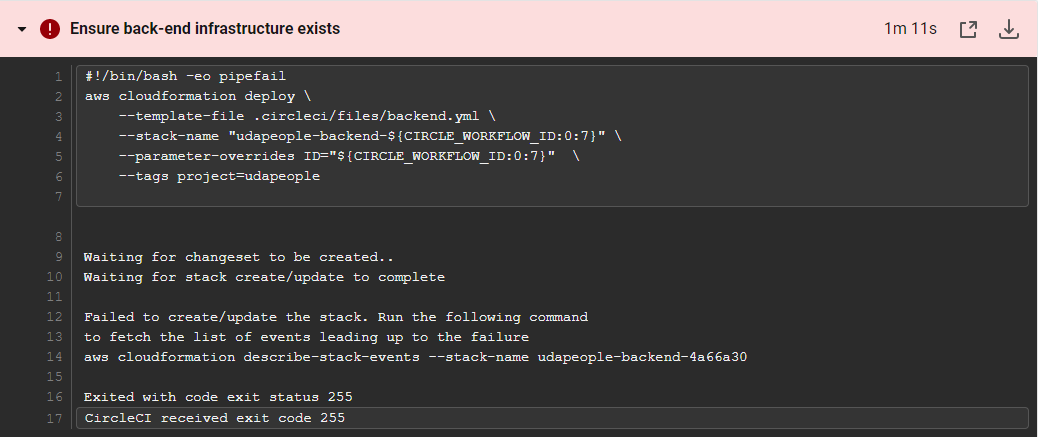 Ensure back-end infrastructure exists
1m 11s
1 #!/bin/bash -eo pipefail
2 aws cloudformation deploy \
3     --template-file .circleci/files/backend.yml \
4     --stack-name "udapeople-backend-${CIRCLE_WORKFLOW_ID:0:7}" \
5     --parameter-overrides ID="${CIRCLE_WORKFLOW_ID:0:7}"  \
6     --tags project=udapeople
7
8
9 Waiting for changeset to be created..
10 Waiting for stack create/update to complete
11
12 Failed to create/update the stack. Run the following command
13 to fetch the list of events leading up to the failure
14 aws cloudformation describe-stack-events --stack-name udapeople-backend-4a66a30
15
16 Exited with code exit status 255
17 CircleCI received exit code 255